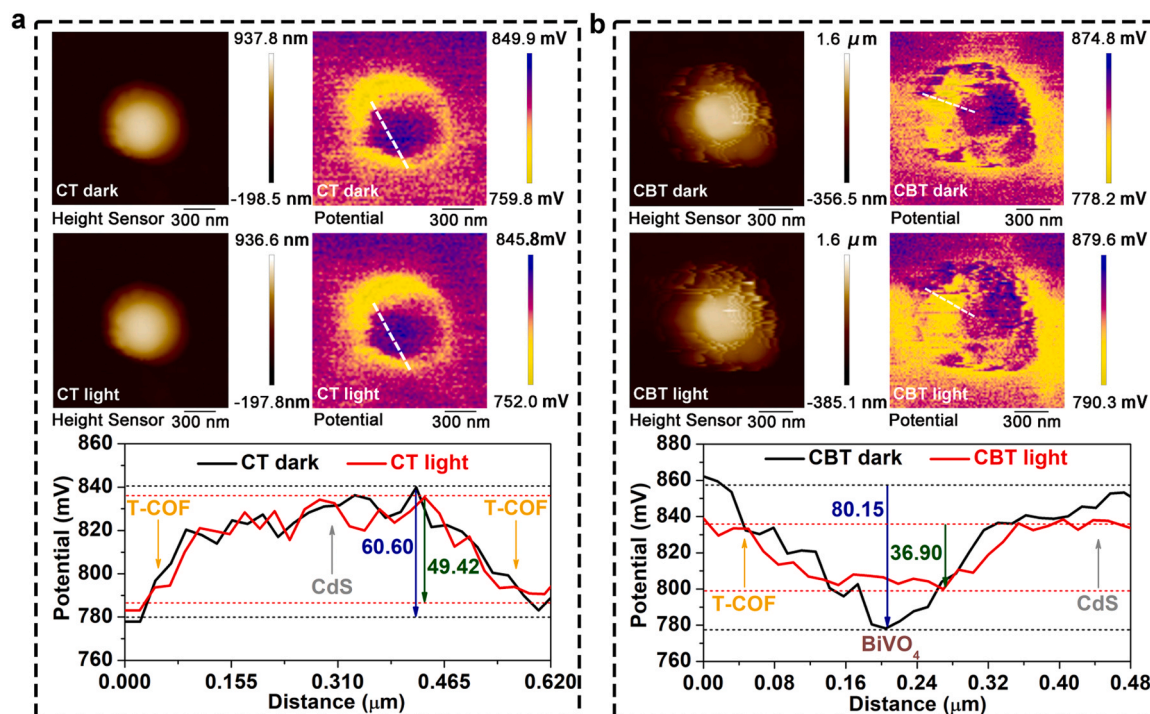 a
937.8 nm
849.9 mV
CT dark
CT dark
-198.5 nm
759.8 mV
Height Sensor 300 nm
Potential 300 nm
936.6 nm
845.8mV
CT light
CT light
-197.8nm
752.0 mV
Height Sensor 300 nm
Potential 300 nm
CT dark CT light
T-COF
T-COF
60.60
49.42
CdS
Potential (mV)
860
840
820
800
780
760
0.000 0.155 0.310 0.465 0.620
Distance (μm)
b
1.6 μm
874.8 mV
CBT dark
CBT dark
-356.5 nm
778.2 mV
Height Sensor 300 nm
Potential 300 nm
1.6 μm
879.6 mV
CBT light
CBT light
-385.1 nm
790.3 mV
Height Sensor 300 nm
Potential 300 nm
CBT dark CBT light
80.15
36.90
T-COF
CdS
BiVO4
Potential (mV)
880
860
840
820
800
780
760
0.00 0.08 0.16 0.24 0.32 0.40 0.48
Distance (μm)